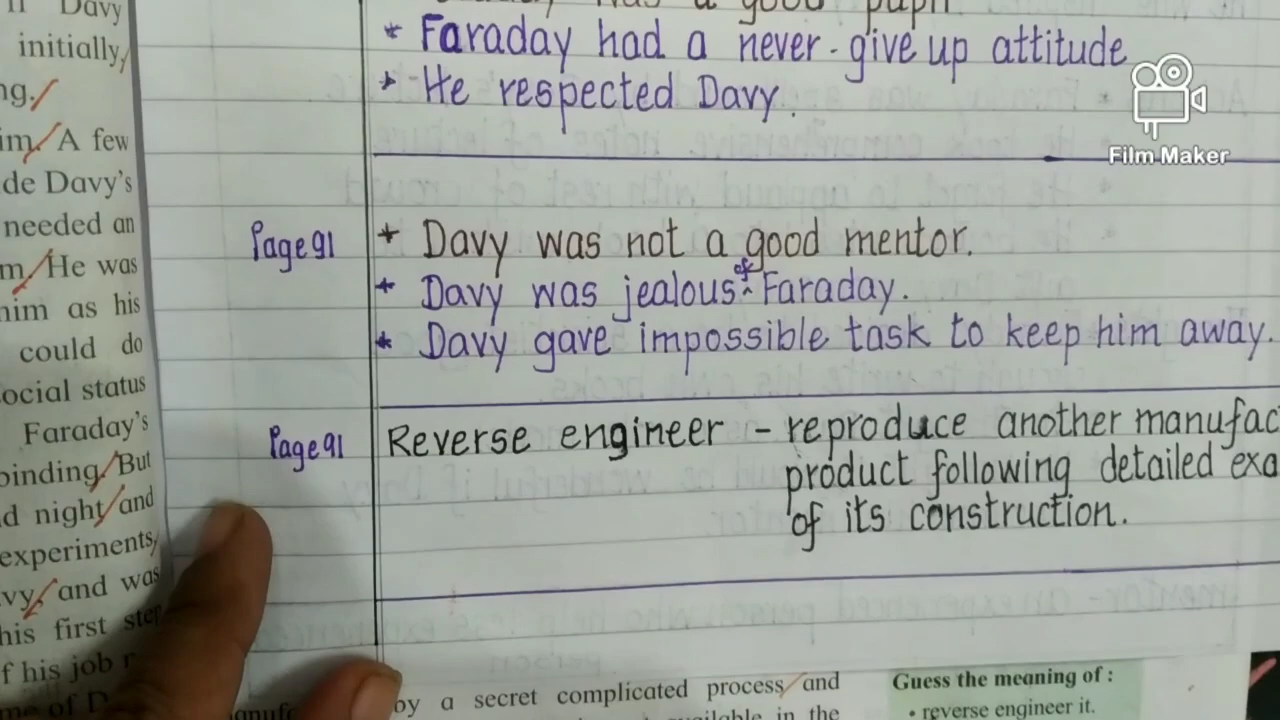 Davy
initially,
* Faraday had a never-give up attitude
* He respected Davy.
Film Maker
im. A few
de Davy's
needed an
m. He was
him as his
could do
ocial status
Faraday's
binding. But
d night and
experiments,
vy, and was
his first step
f his job
Page 91
* Davy was not a good mentor.
* Davy was jealous of Faraday.
* Davy gave impossible task to keep him away.
Page 91
Reverse engineer - reproduce another manufac
product following detailed exa
of its construction.
by a secret complicated process and
in the
Guess the meaning of :
• reverse engineer it.